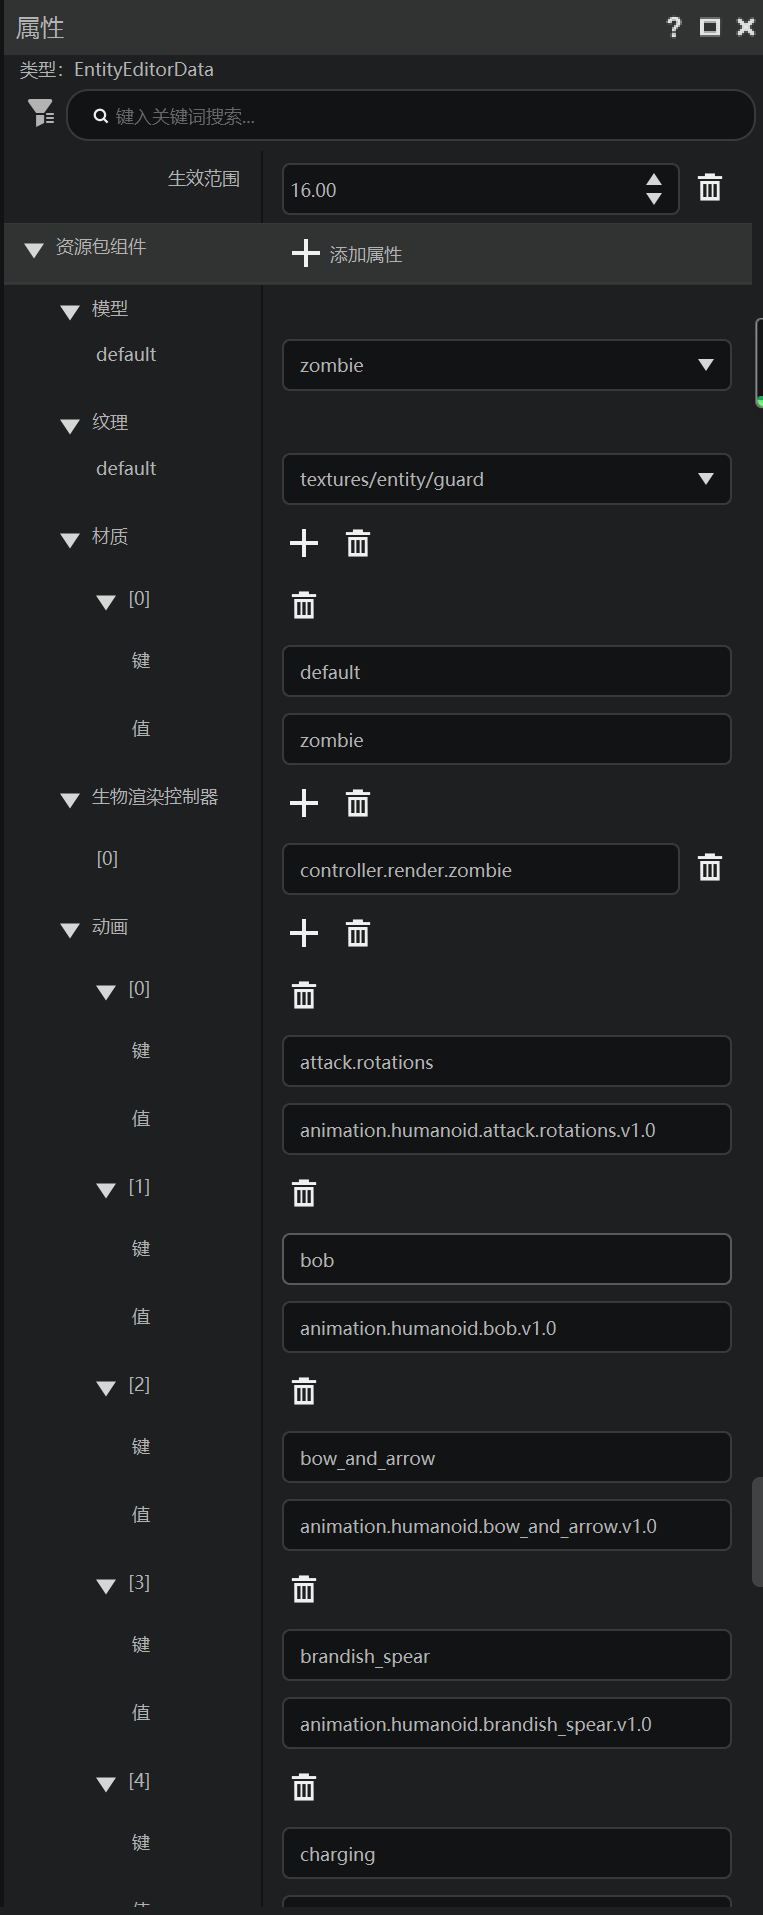 属性
类型：EntityEditorData
键入关键词搜索...
生效范围 16.00
资源包组件 添加属性
模型
default zombie
纹理
default textures/entity/guard
材质
[0]
键 default
值 zombie
生物渲染控制器
[0] controller.render.zombie
动画
[0]
键 attack.rotations
值 animation.humanoid.attack.rotations.v1.0
[1]
键 bob
值 animation.humanoid.bob.v1.0
[2]
键 bow_and_arrow
值 animation.humanoid.bow_and_arrow.v1.0
[3]
键 brandish_spear
值 animation.humanoid.brandish_spear.v1.0
[4]
键 charging